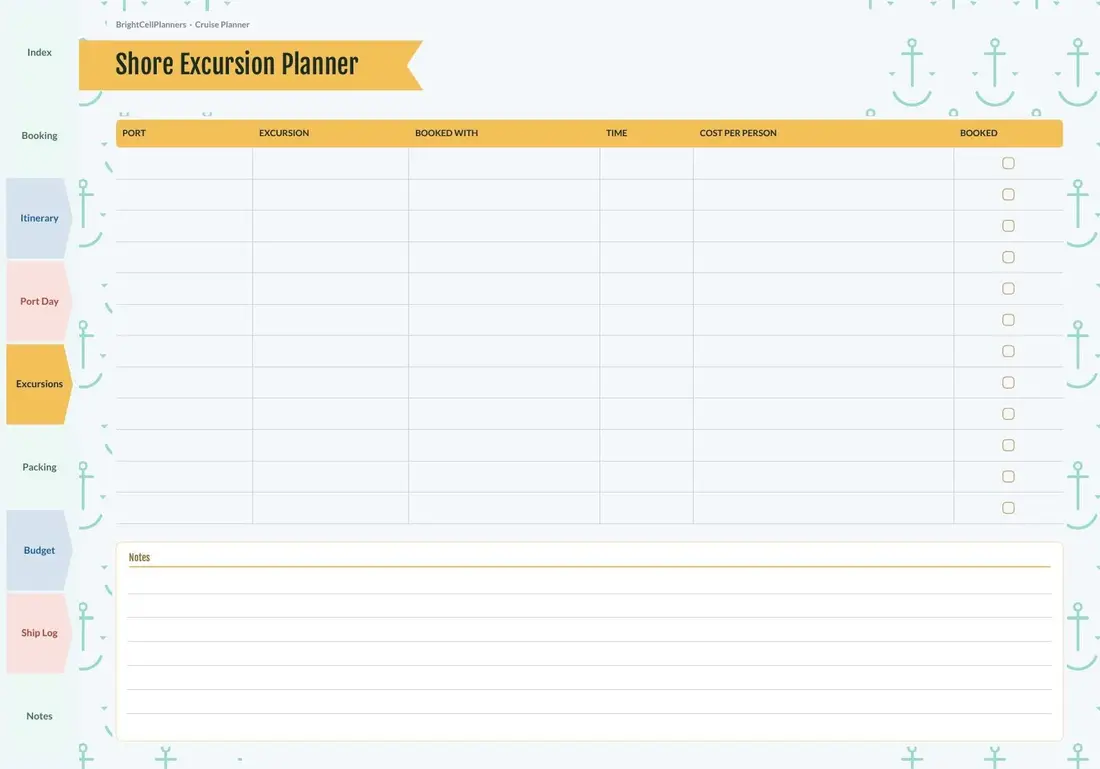 BrightCellPlanners · Cruise Planner
Shore Excursion Planner
Index
Booking
Itinerary
Port Day
Excursions
Packing
Budget
Ship Log
Notes
PORT EXCURSION BOOKED WITH TIME COST PER PERSON BOOKED
Notes